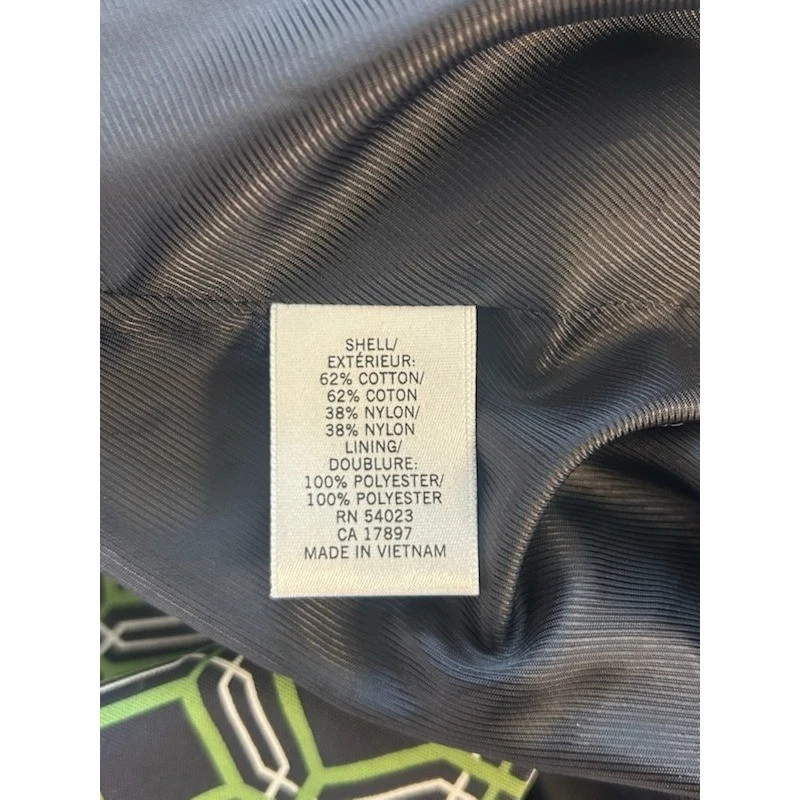 SHELL/
EXTÉRIEUR:
62% COTTON/
62% COTON
38% NYLON/
38% NYLON
LINING/
DOUBLURE:
100% POLYESTER/
100% POLYESTER
RN 54023
CA 17897
MADE IN VIETNAM